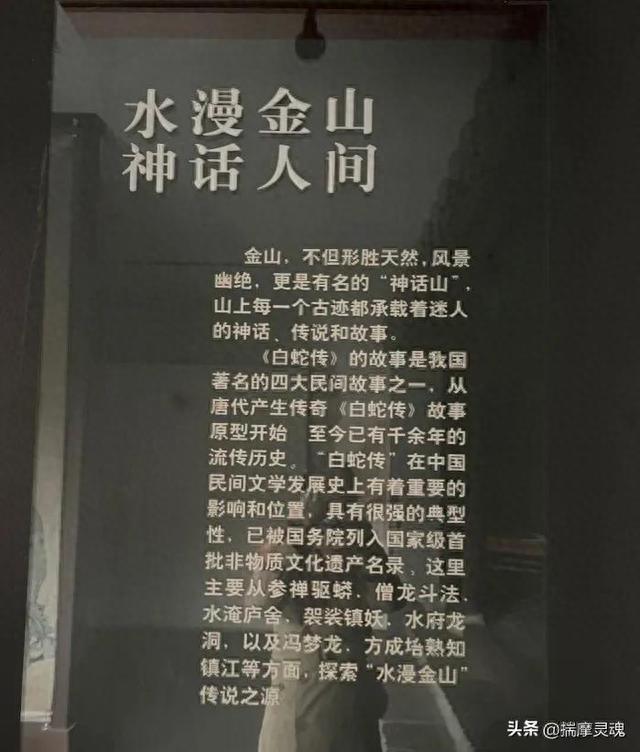 水漫金山
神话人间
金山，不但形胜天然，风景
幽绝，更是有名的“神话山”，
山上每一个古迹都承载着迷人
的神话、传说和故事。
《白蛇传》的故事是我国
著名的四大民间故事之一，从
唐代产生传奇《白蛇传》故事
原型开始 至今已有千余年的
流传历史。“白蛇传”在中国
民间文学发展史上有着重要的
影响和位置，具有很强的典型
性，已被国务院列入国家级首
批非物质文化遗产名录、这里
主要从参禅驱蟒、僧龙斗法、
水淹庐舍、袈裟镇妖、水府龙
洞，以及冯梦龙、方成培熟知
镇江等方面，探索“水漫金山”
传说之源
头条 @揣摩灵魂